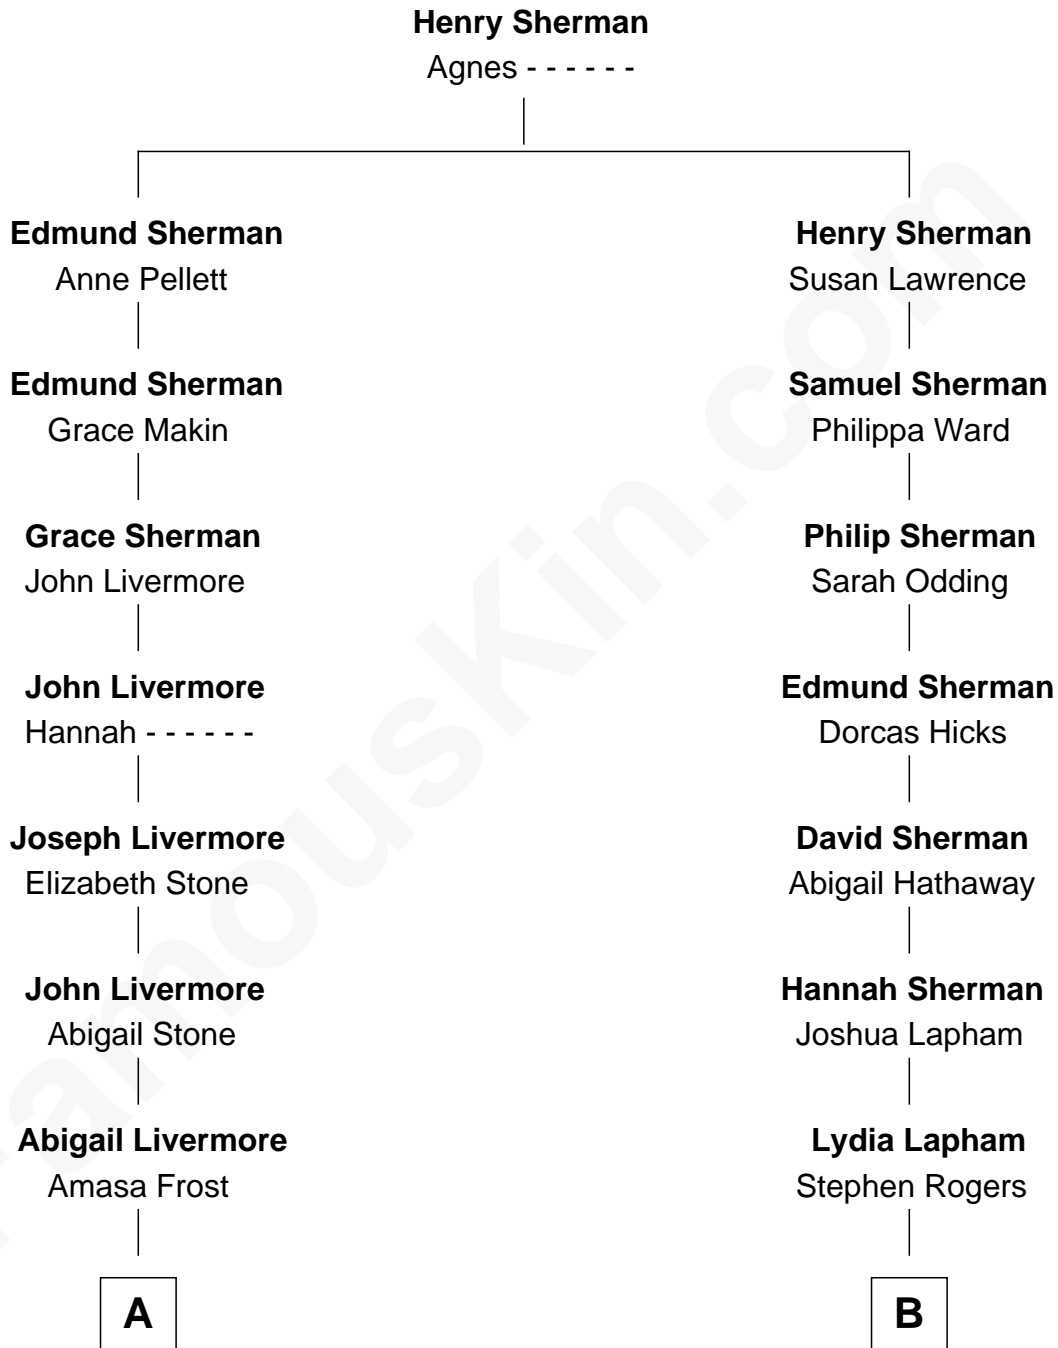 Henry Sherman
Agnes - - - - - -
Edmund Sherman
Anne Pellett
Henry Sherman
Susan Lawrence
Edmund Sherman
Grace Makin
Samuel Sherman
Philippa Ward
Grace Sherman
John Livermore
Philip Sherman
Sarah Odding
John Livermore
Hannah - - - - - -
Edmund Sherman
Dorcas Hicks
Joseph Livermore
Elizabeth Stone
David Sherman
Abigail Hathaway
John Livermore
Abigail Stone
Hannah Sherman
Joshua Lapham
Abigail Livermore
Amasa Frost
Lydia Lapham
Stephen Rogers
A
B
FamousKin.com